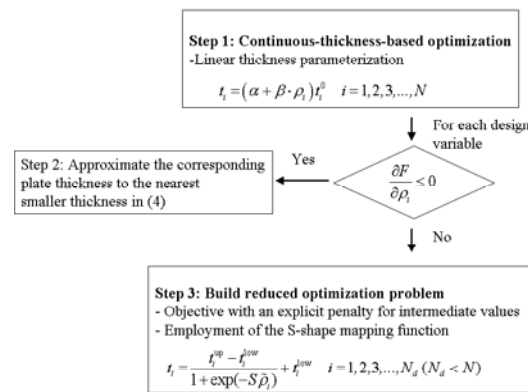 Step 1: Continuous-thickness-based optimization
-Linear thickness parameterization
t_i = (α + β · ρ_i) t_i^0   i = 1,2,3,...,N
For each design
variable
Yes
Step 2: Approximate the corresponding
plate thickness to the nearest
smaller thickness in (4)
∂F/∂ρ_i ≤ 0
No
Step 3: Build reduced optimization problem
- Objective with an explicit penalty for intermediate values
- Employment of the S-shape mapping function
t_i = (t_i^up − t_i^low)/(1 + exp(−Sρ̃_i)) + t_i^low   i = 1,2,3,...,N_d (N_d < N)